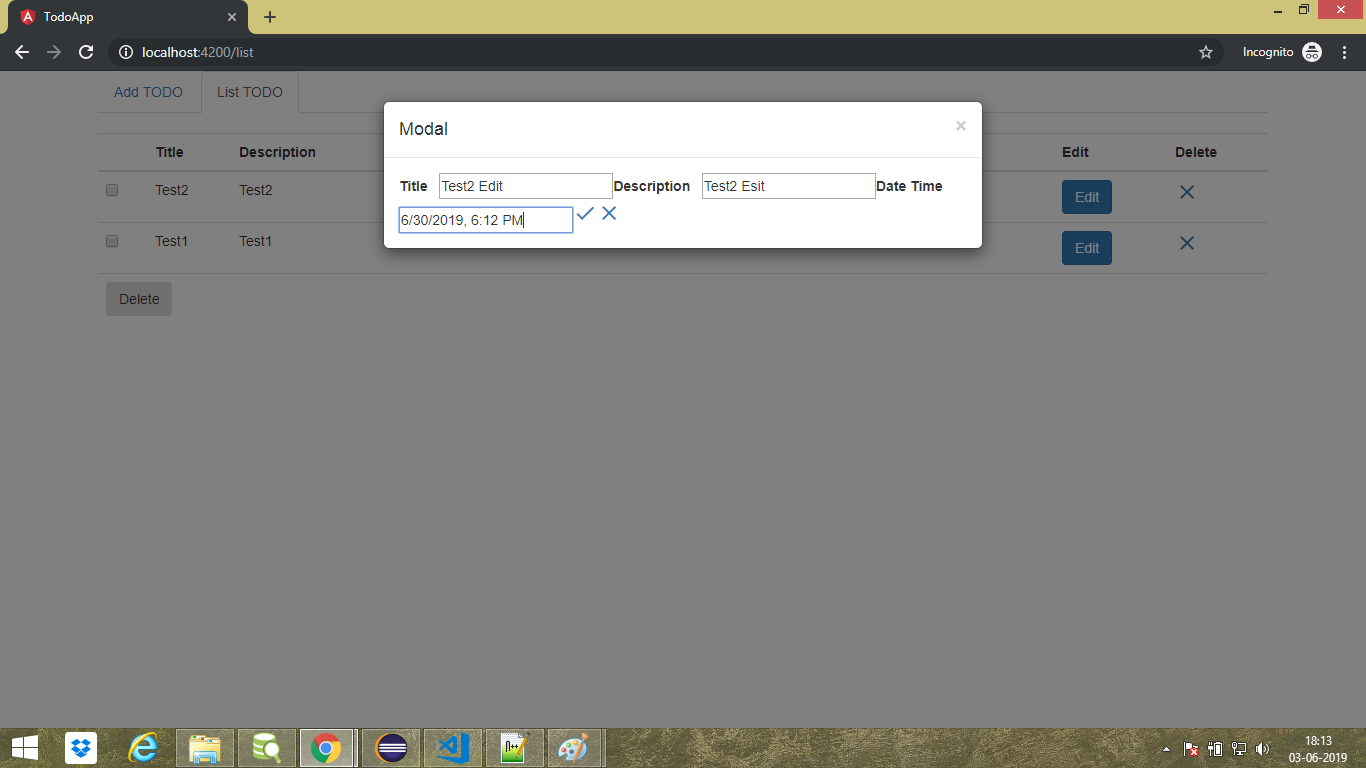 TodoApp
localhost:4200/list
Incognito
Add TODO
List TODO
Modal
×
Title Description Edit Delete
Title Test2 Edit Description Test2 Esit Date Time
6/30/2019, 6:12 PM
Test2 Test2 Edit
Test1 Test1 Edit
Delete
N++
18:13
03-06-2019